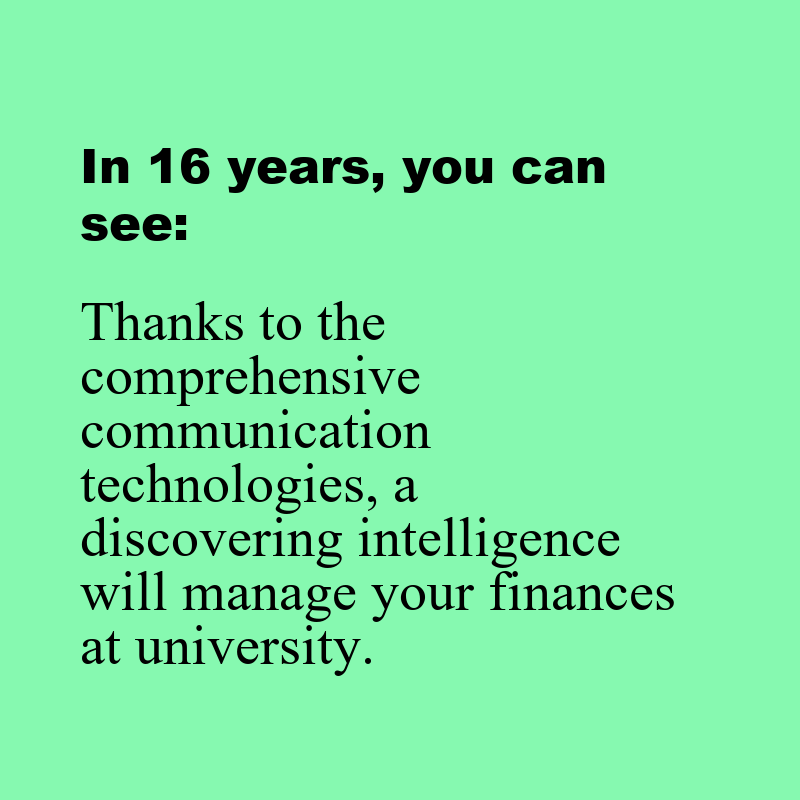 In 16 years, you can
see:
Thanks to the
comprehensive
communication
technologies, a
discovering intelligence
will manage your finances
at university.